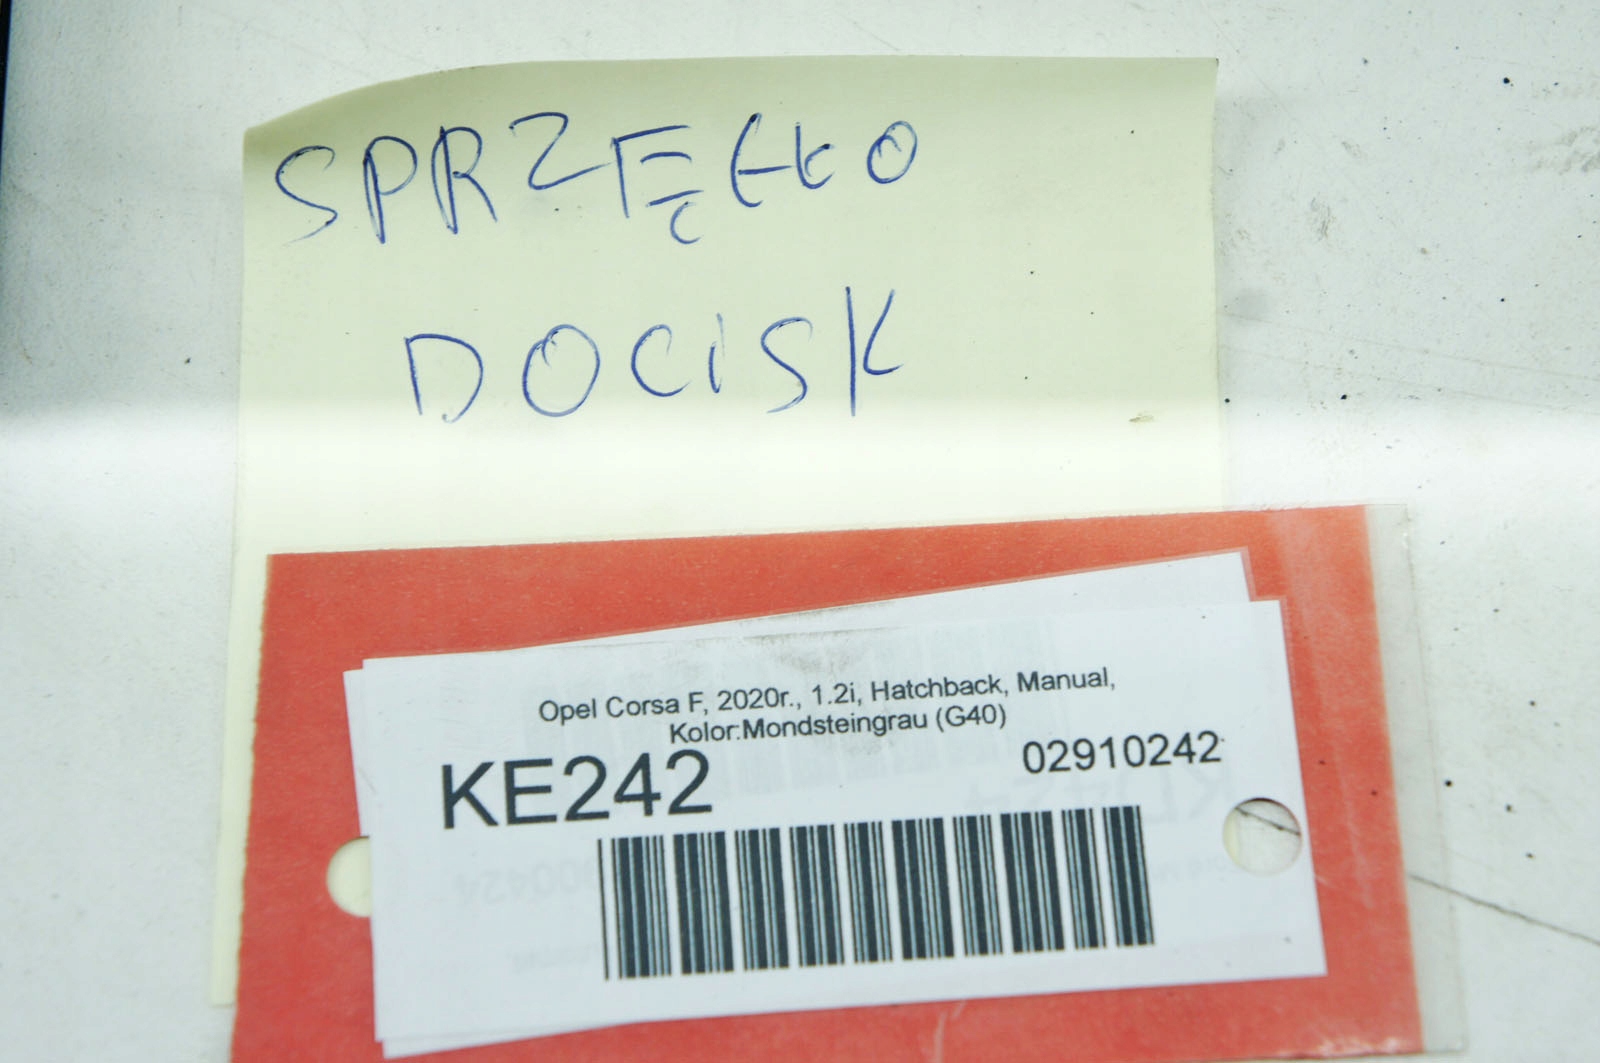 SPRZĘGŁO
DOCISK
Opel Corsa F, 2020r., 1.2i, Hatchback, Manual,
Kolor:Mondsteingrau (G40)
KE242
02910242